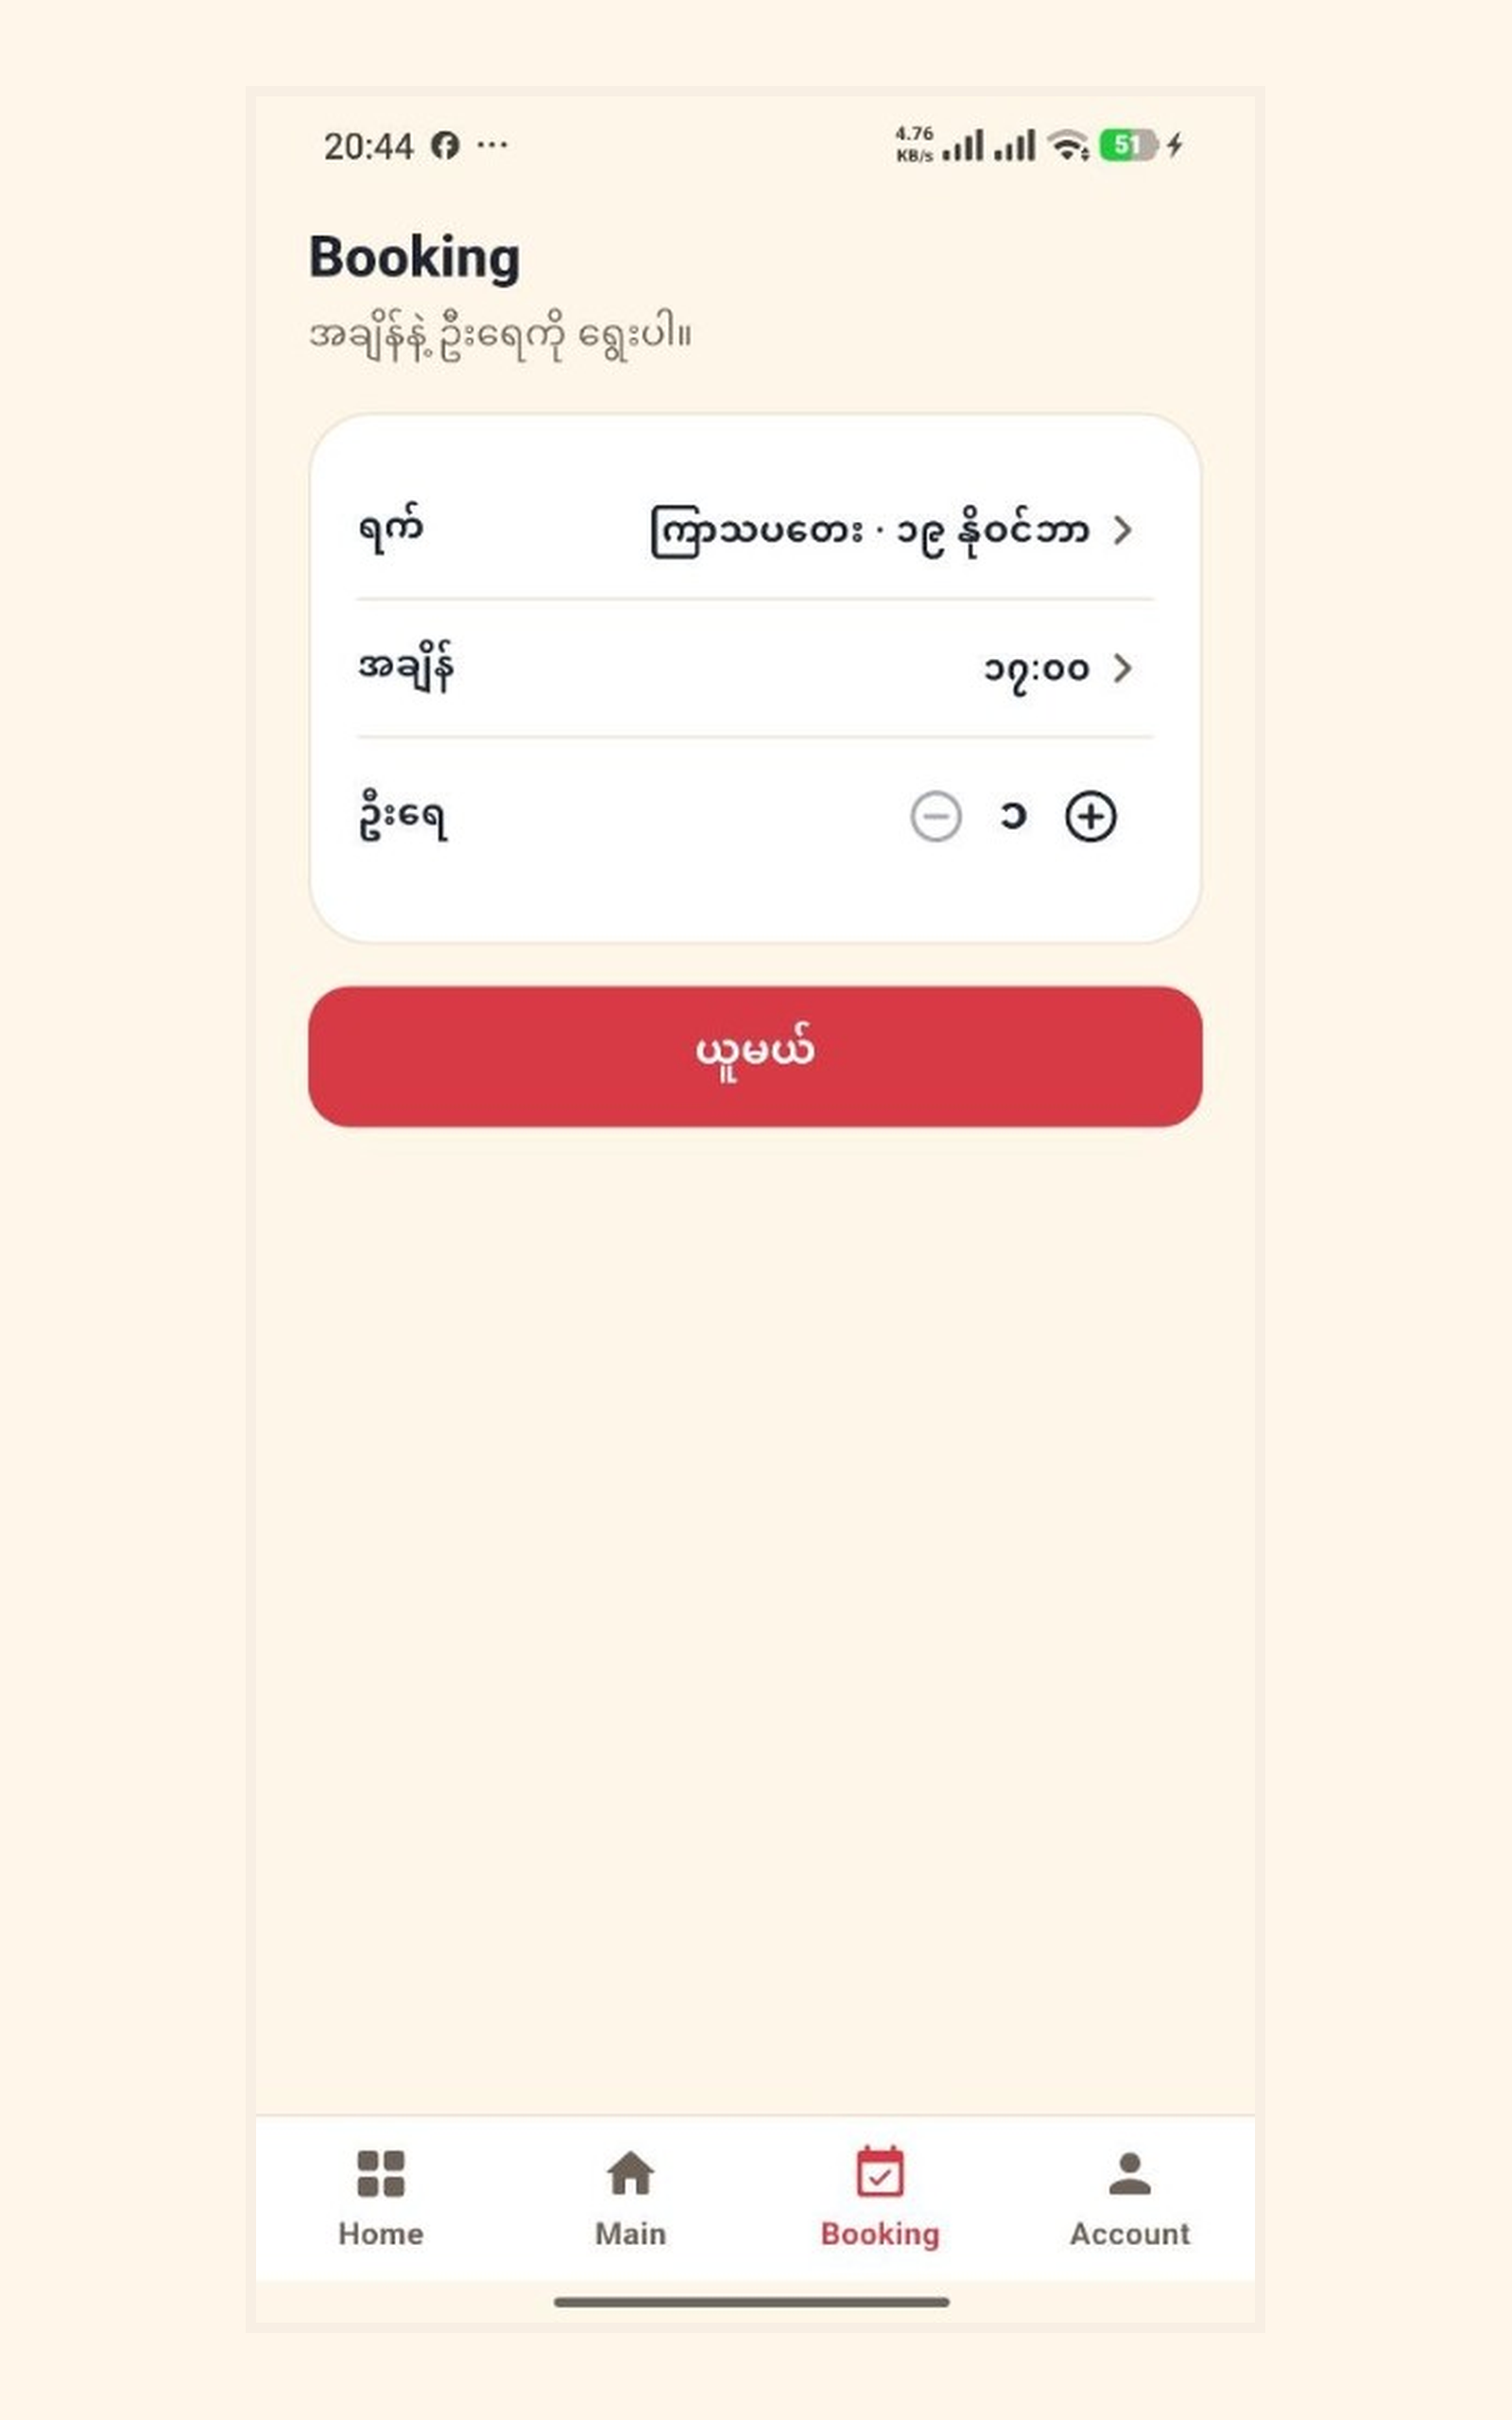 20:44 ...
4.76 KB/s 51
Booking
အချိန်နဲ့ ဦးရေကို ရွေးပါ။
ရက် ကြာသပတေး · ၁၉ နိုဝင်ဘာ
အချိန် ၁၇:၀၀
ဦးရေ ၁
ယူမယ်
Home Main Booking Account